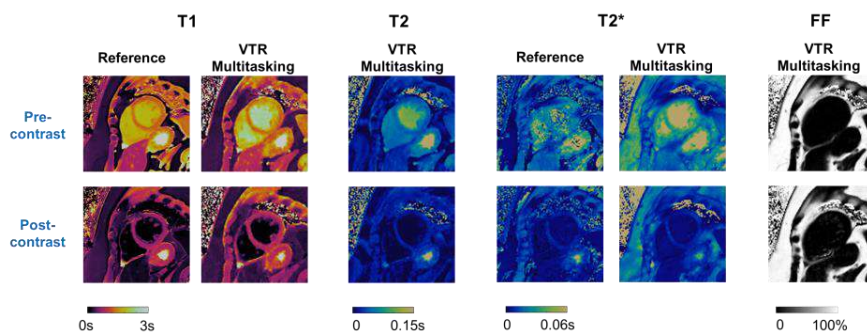 T1 T2 T2* FF
Reference VTR Multitasking VTR Multitasking Reference VTR Multitasking VTR Multitasking
Pre-contrast
Post-contrast
0s 3s 0 0.15s 0 0.06s 0 100%